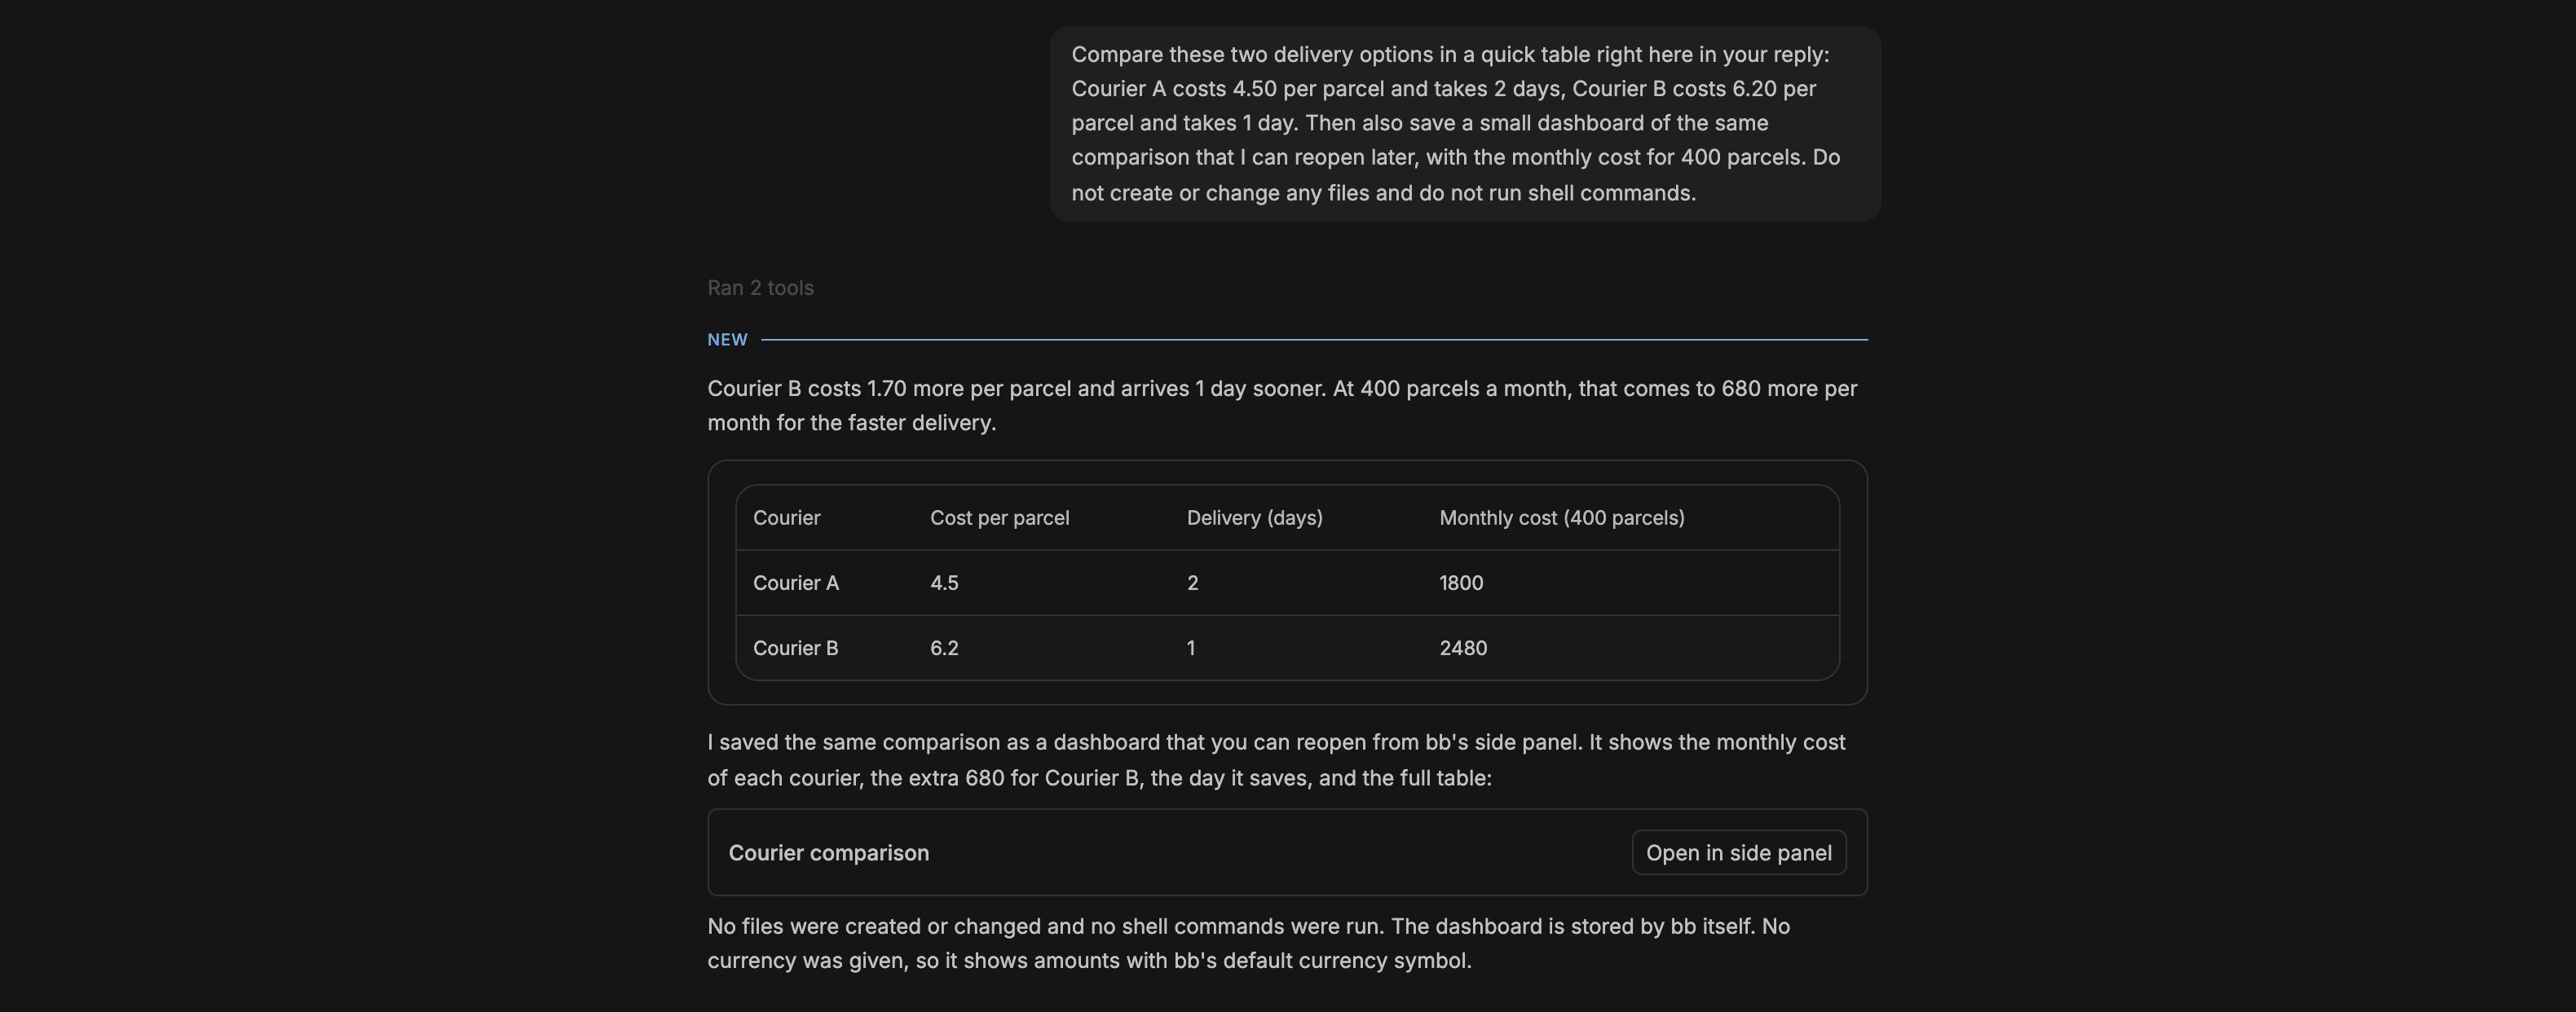 Compare these two delivery options in a quick table right here in your reply:
Courier A costs 4.50 per parcel and takes 2 days, Courier B costs 6.20 per
parcel and takes 1 day. Then also save a small dashboard of the same
comparison that I can reopen later, with the monthly cost for 400 parcels. Do
not create or change any files and do not run shell commands.
Ran 2 tools
NEW
Courier B costs 1.70 more per parcel and arrives 1 day sooner. At 400 parcels a month, that comes to 680 more per
month for the faster delivery.
Courier Cost per parcel Delivery (days) Monthly cost (400 parcels)
Courier A 4.5 2 1800
Courier B 6.2 1 2480
I saved the same comparison as a dashboard that you can reopen from bb's side panel. It shows the monthly cost
of each courier, the extra 680 for Courier B, the day it saves, and the full table:
Courier comparison Open in side panel
No files were created or changed and no shell commands were run. The dashboard is stored by bb itself. No
currency was given, so it shows amounts with bb's default currency symbol.